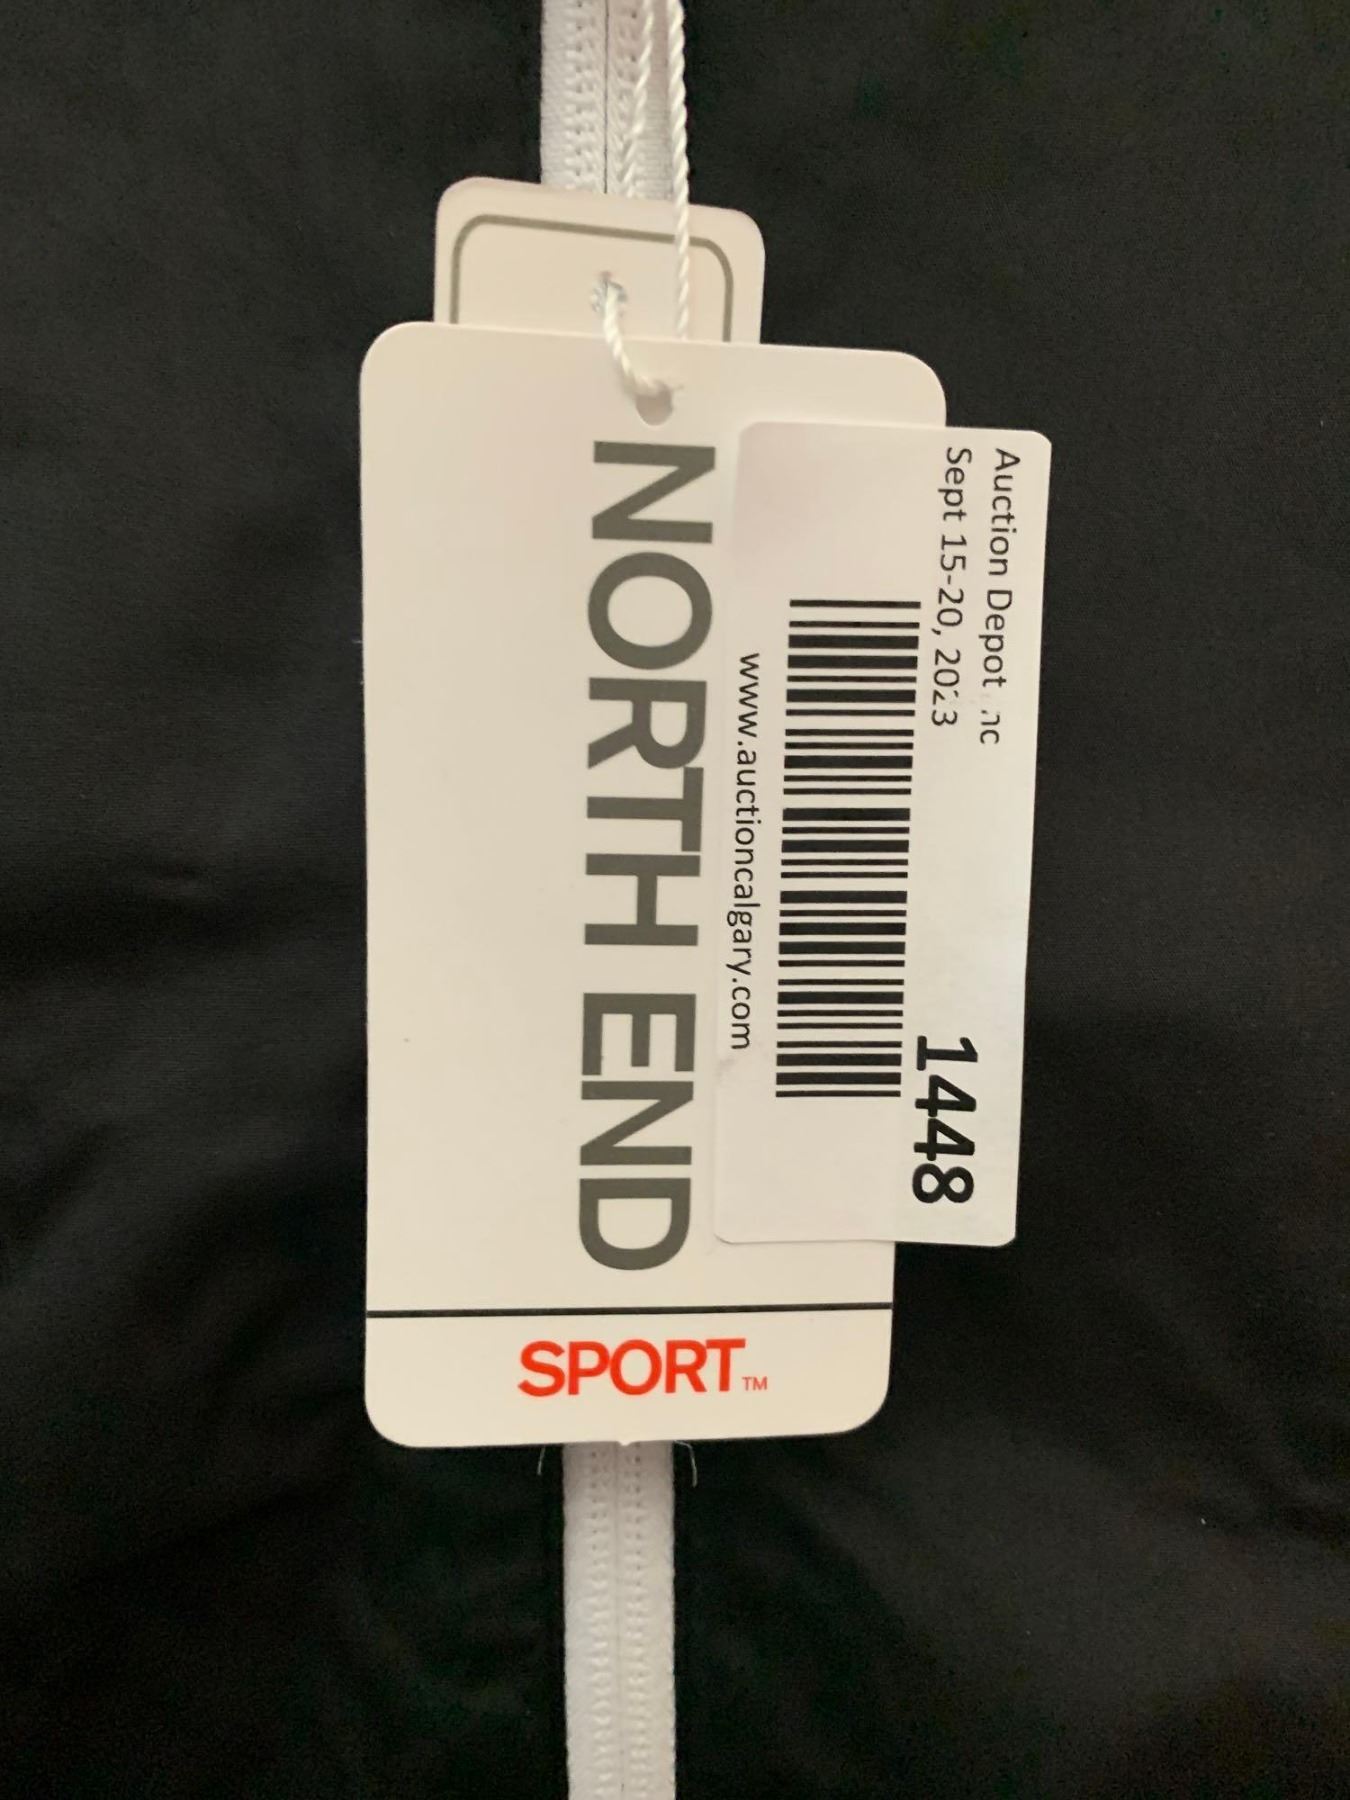 NORTH END
SPORT™
Auction Depot
Sept 15-20, 2023
1448
www.auctioncalgary.com